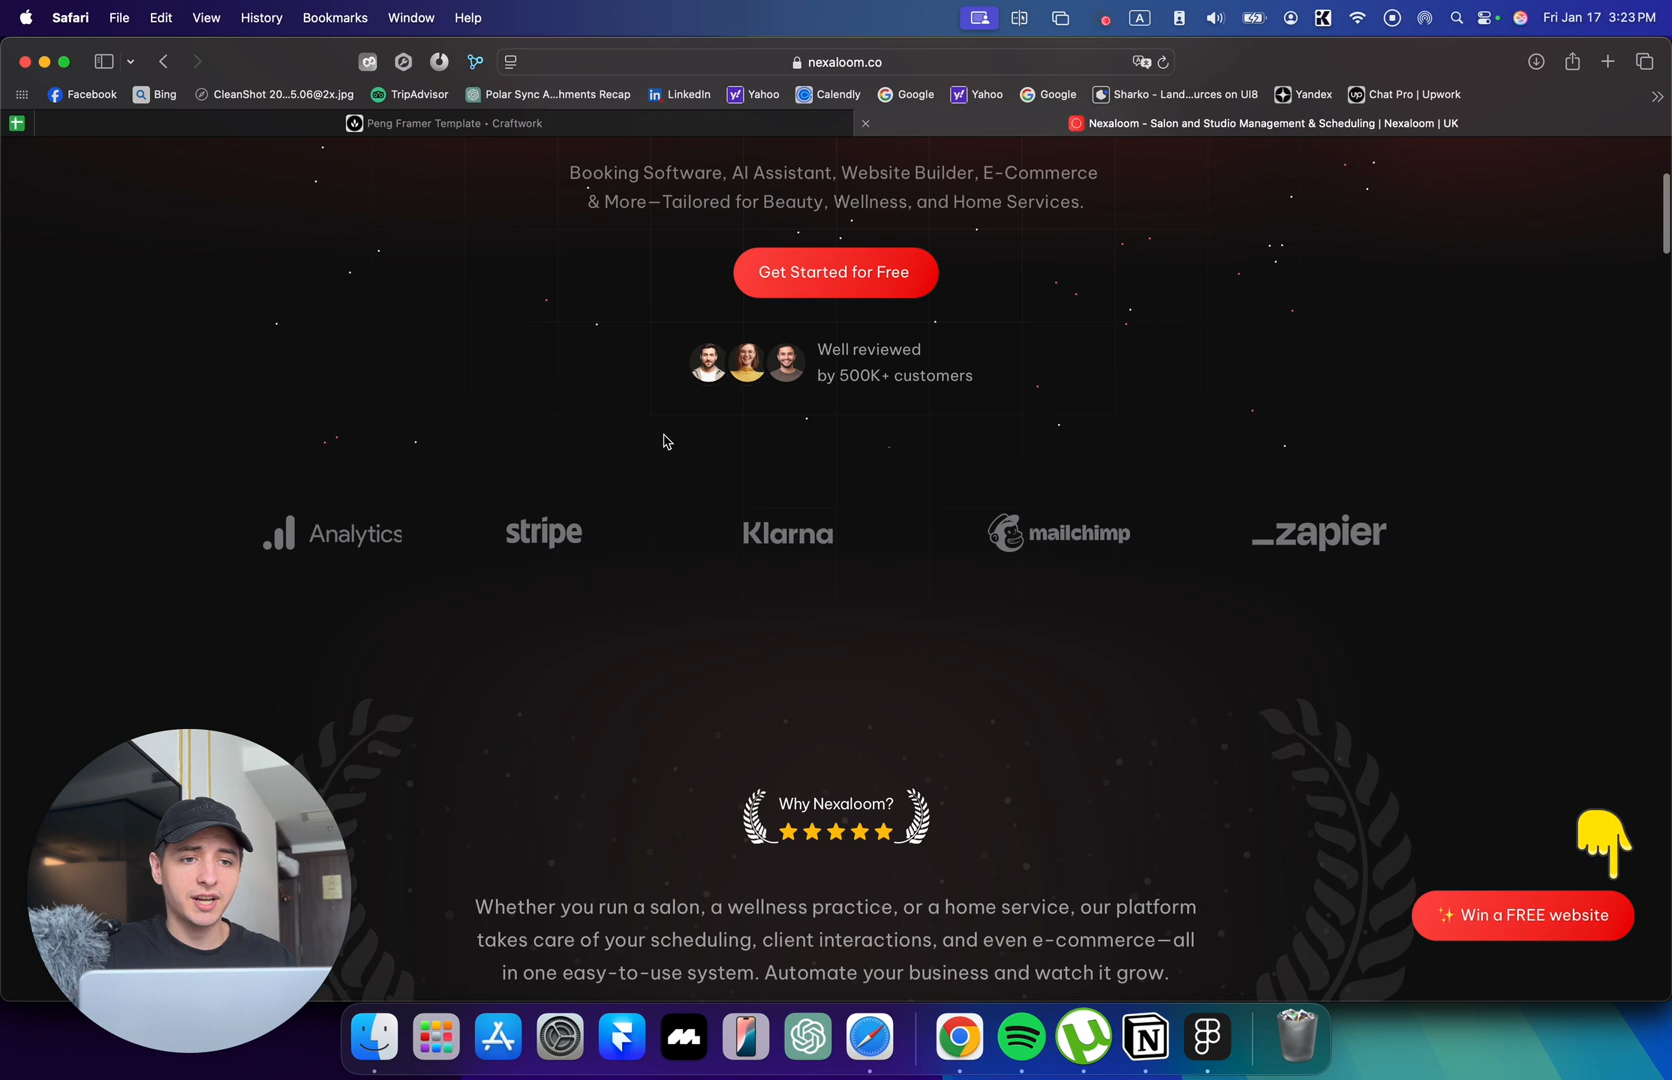 Safari File Edit View History Bookmarks Window Help
A
Fri Jan 17 3:23 PM
nexaloom.co
Facebook
Bing
CleanShot 20...5.06@2x.jpg
TripAdvisor
Polar Sync A...hments Recap
LinkedIn
Yahoo
Calendly
Google
Yahoo
Google
Sharko - Land...urces on UI8
Yandex
Chat Pro | Upwork
Peng Framer Template • Craftwork
Nexaloom - Salon and Studio Management & Scheduling | Nexaloom | UK
Booking Software, AI Assistant, Website Builder, E-Commerce
& More—Tailored for Beauty, Wellness, and Home Services.
Get Started for Free
Well reviewed
by 500K+ customers
Analytics
stripe
Klarna
mailchimp
zapier
Why Nexaloom?
Whether you run a salon, a wellness practice, or a home service, our platform
takes care of your scheduling, client interactions, and even e-commerce—all
in one easy-to-use system. Automate your business and watch it grow.
✨ Win a FREE website